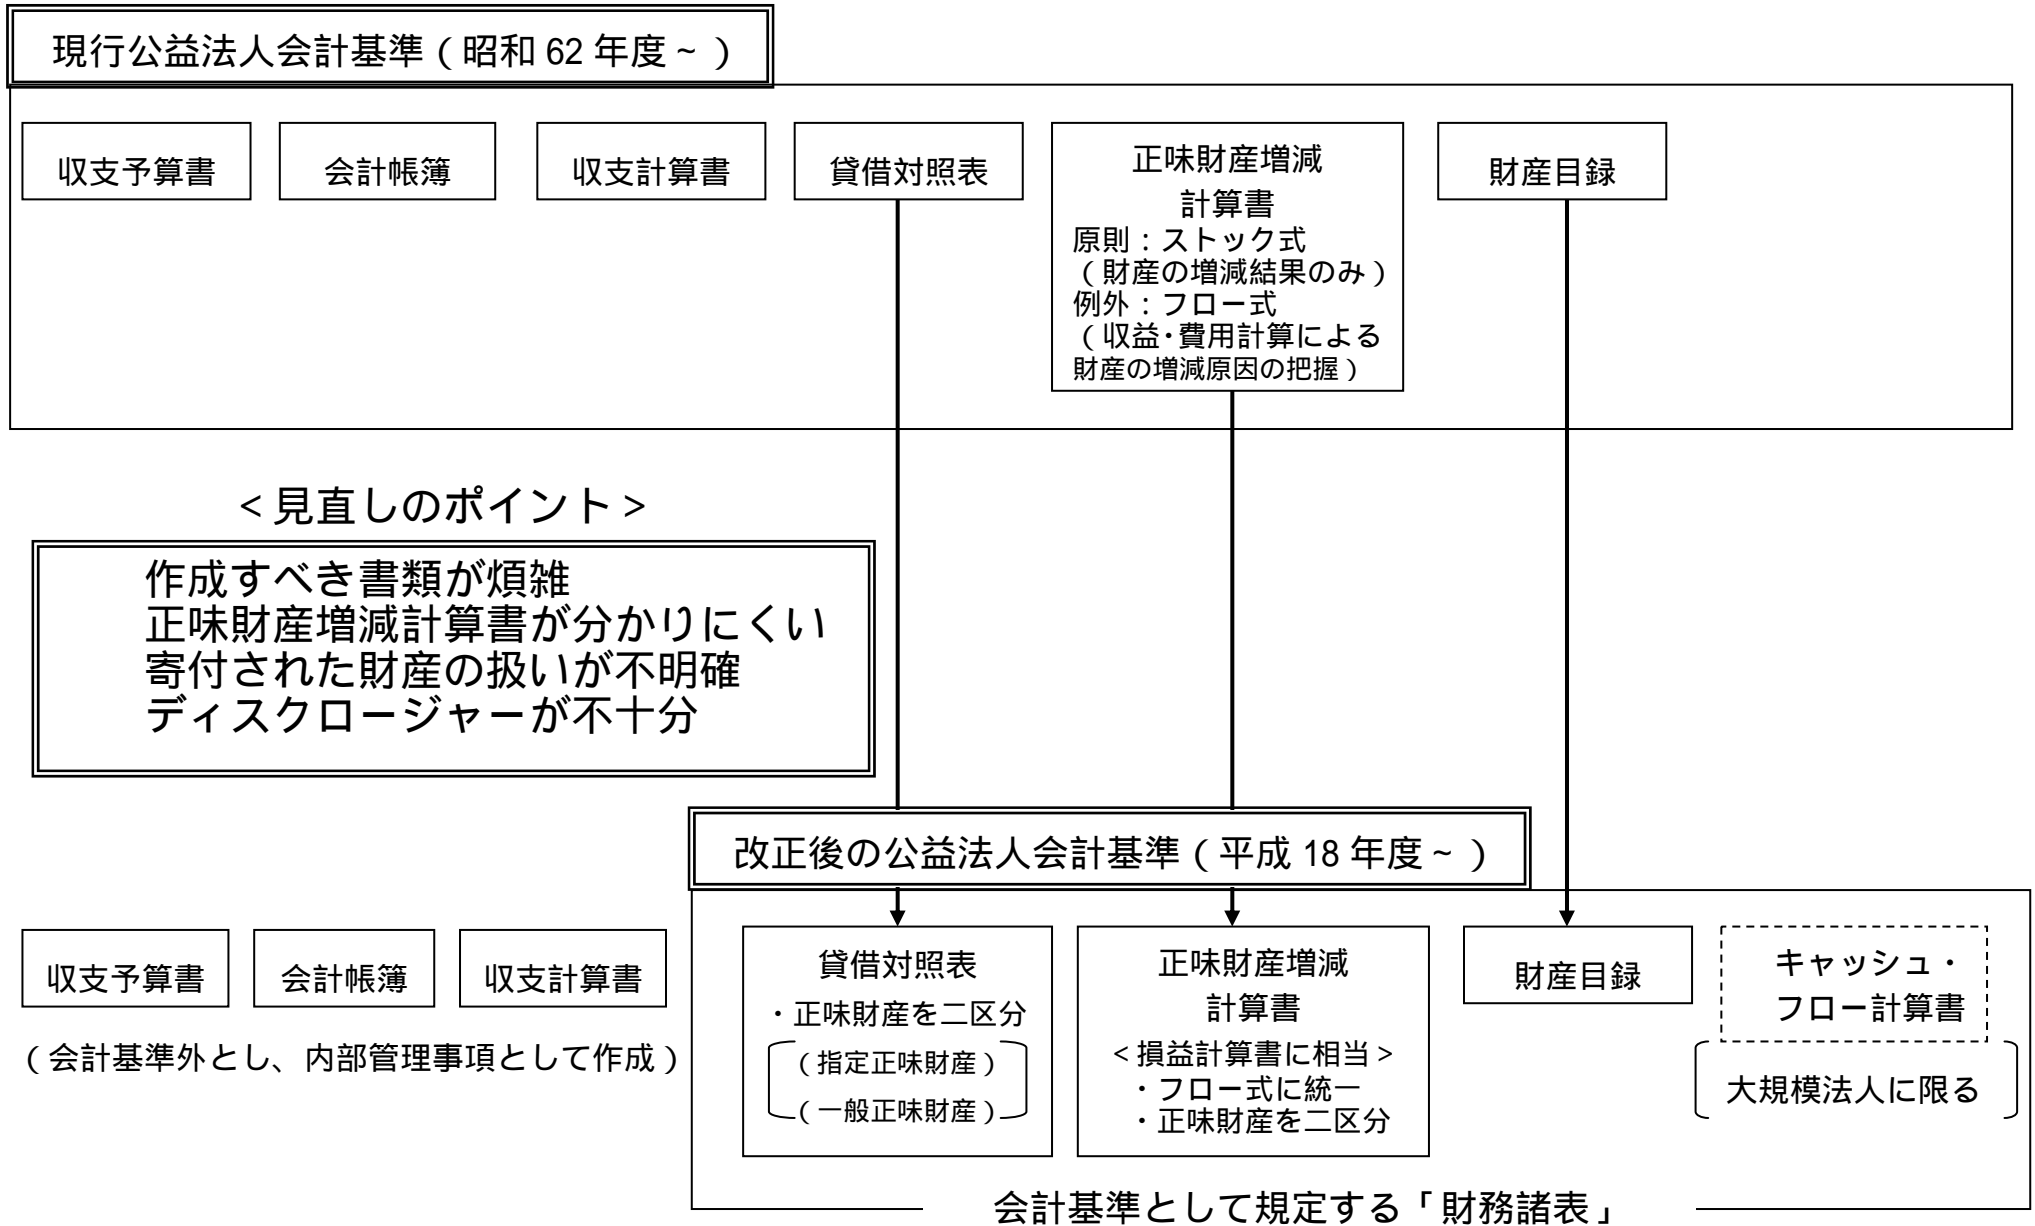 現行公益法人会計基準（昭和 62 年度~ ）
収支予算書
会計帳簿
収支計算書
貸借対照表
正味財産増減
計算書
原則：ストック式
（財産の増減結果のみ）
例外：フロー式
（収益・費用計算による
財産の増減原因の把握）
財産目録
<見直しのポイント>
作成すべき書類が煩雑
正味財産増減計算書が分かりにくい
寄付された財産の扱いが不明確
ディスクロージャーが不十分
改正後の公益法人会計基準（平成 18 年度~ ）
収支予算書
会計帳簿
収支計算書
（会計基準外とし、内部管理事項として作成）
貸借対照表
・正味財産を二区分
（指定正味財産）
（一般正味財産）
正味財産増減
計算書
<損益計算書に相当>
・フロー式に統一
・正味財産を二区分
財産目録
キャッシュ・
フロー計算書
大規模法人に限る
会計基準として規定する「財務諸表」